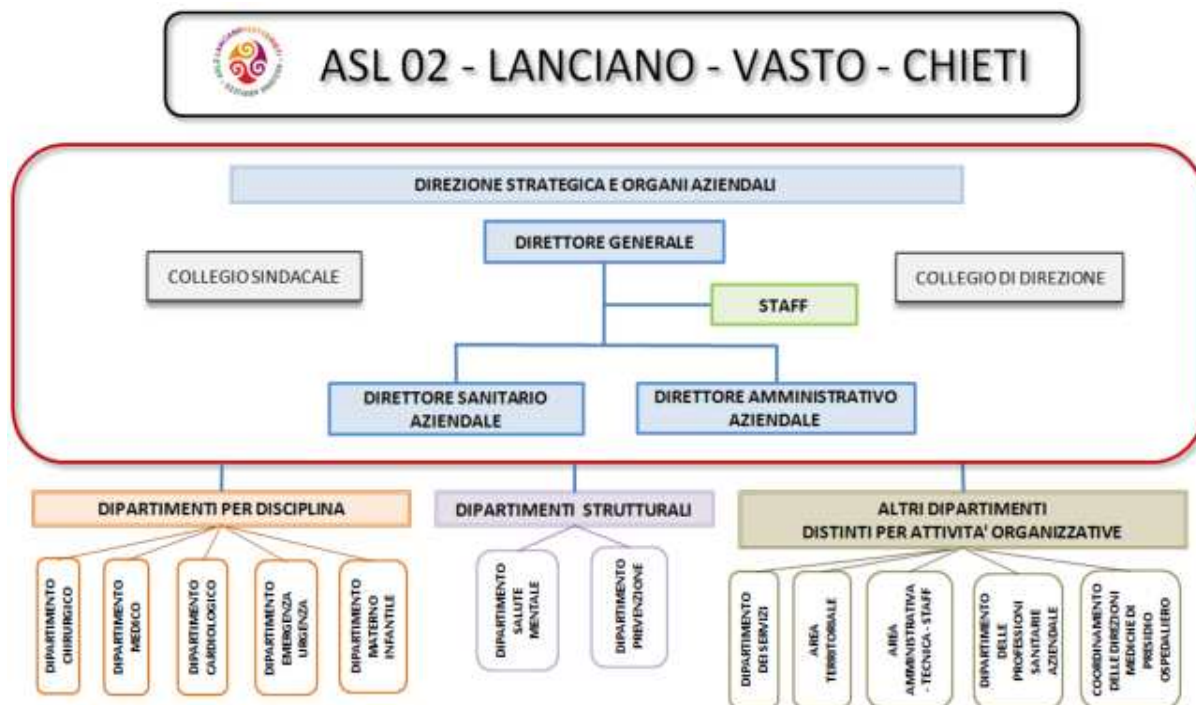 ASL 02 - LANCIANO - VASTO - CHIETI
DIREZIONE STRATEGICA E ORGANI AZIENDALI
DIRETTORE GENERALE
COLLEGIO SINDACALE
COLLEGIO DI DIREZIONE
STAFF
DIRETTORE SANITARIO
AZIENDALE
DIRETTORE AMMINISTRATIVO
AZIENDALE
DIPARTIMENTI PER DISCIPLINA
DIPARTIMENTI STRUTTURALI
ALTRI DIPARTIMENTI
DISTINTI PER ATTIVITA' ORGANIZZATIVE
DIPARTIMENTO
CHIRURGICO
DIPARTIMENTO
MEDICO
DIPARTIMENTO
CARDIOLOGICO
DIPARTIMENTO
EMERGENZA
URGENZA
DIPARTIMENTO
MATERNO
INFANTILE
DIPARTIMENTO
SALUTE
MENTALE
DIPARTIMENTO
PREVENZIONE
DIPARTIMENTO
DEI SERVIZI
AREA
TERRITORIALE
AREA
AMMINISTRATIVA
- TECNICA - STAFF
DIPARTIMENTO
DELLE
PROFESSIONI
SANITARIE
AZIENDALE
COORDINAMENTO
DELLE DIREZIONI
MEDICHE DI
PRESIDIO
OSPEDALIERO